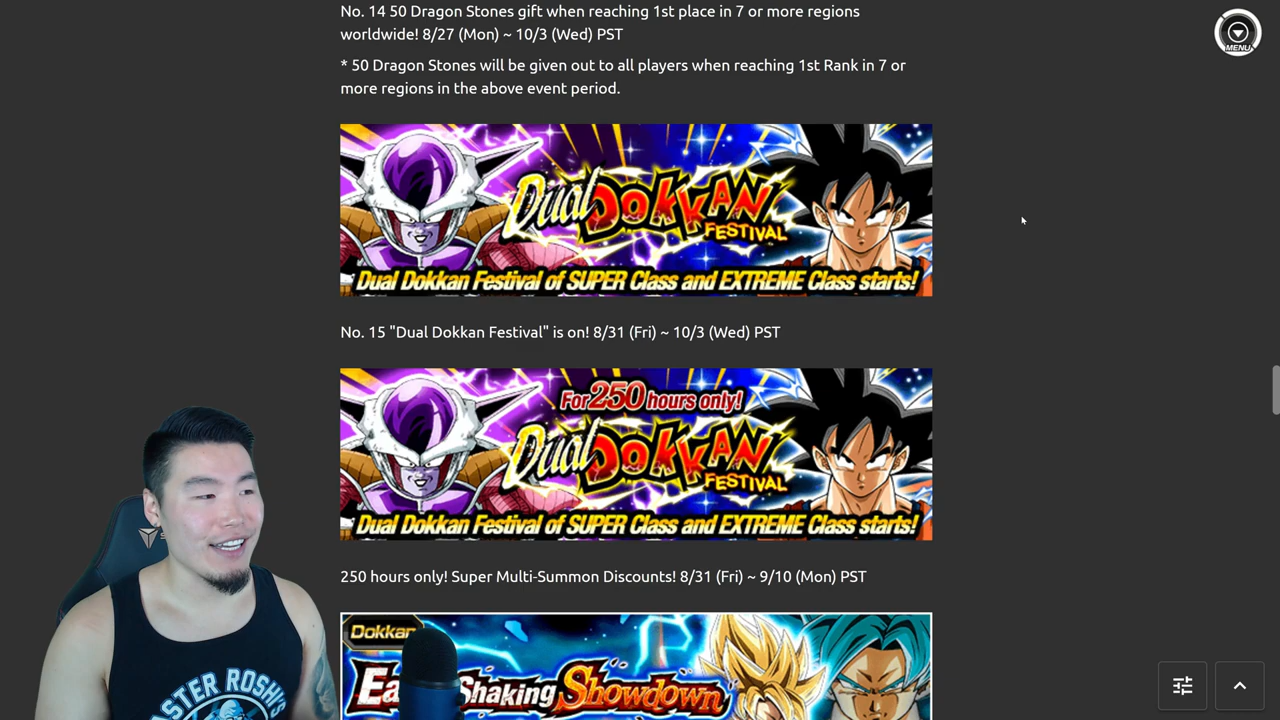 No. 14 50 Dragon Stones gift when reaching 1st place in 7 or more regions
worldwide! 8/27 (Mon) ~ 10/3 (Wed) PST
* 50 Dragon Stones will be given out to all players when reaching 1st Rank in 7 or
more regions in the above event period.
MENU
Dual DOKKAN
FESTIVAL
Dual Dokkan Festival of SUPER Class and EXTREME Class starts!
No. 15 "Dual Dokkan Festival" is on! 8/31 (Fri) ~ 10/3 (Wed) PST
For 250 hours only!
Dual DOKKAN
FESTIVAL
Dual Dokkan Festival of SUPER Class and EXTREME Class starts!
250 hours only! Super Multi-Summon Discounts! 8/31 (Fri) ~ 9/10 (Mon) PST
Dokkan
Shaking Showdown